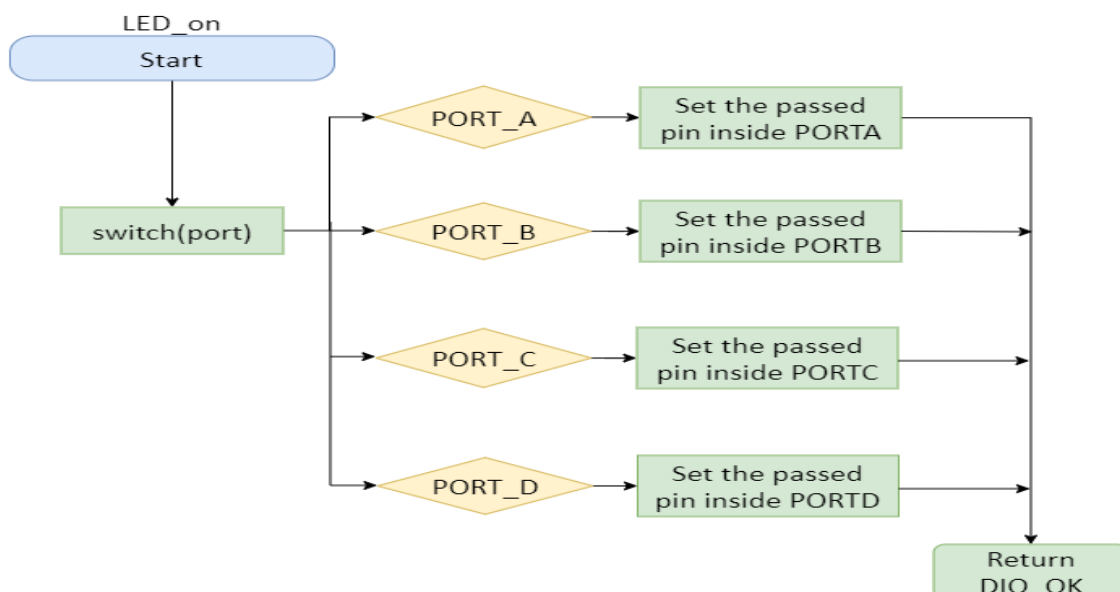 LED_on
Start
switch(port)
PORT_A
Set the passed
pin inside PORTA
PORT_B
Set the passed
pin inside PORTB
PORT_C
Set the passed
pin inside PORTC
PORT_D
Set the passed
pin inside PORTD
Return
DIO_OK